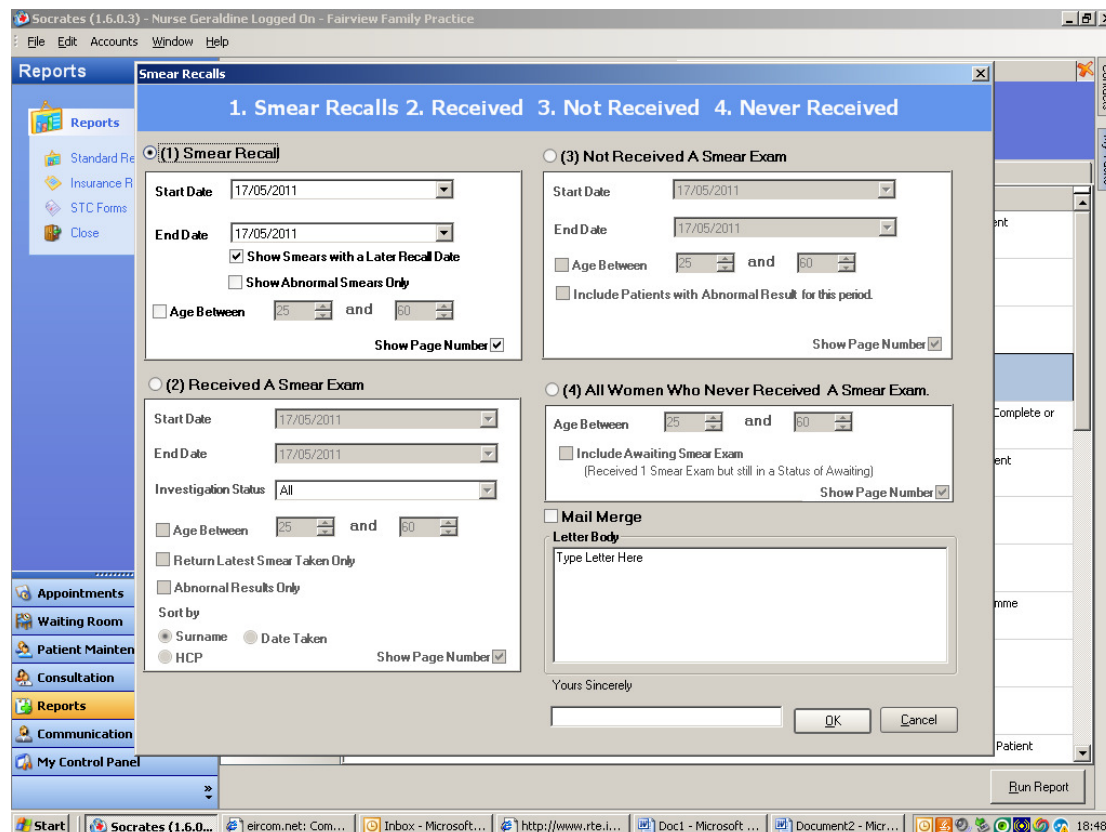 Socrates (1.6.0.3) - Nurse Geraldine Logged On - Fairview Family Practice
File Edit Accounts Window Help
Reports
Reports
Standard Re
Insurance R
STC Forms
Close
Smear Recalls
1. Smear Recalls 2. Received 3. Not Received 4. Never Received
(1) Smear Recall
Start Date 17/05/2011
End Date 17/05/2011
Show Smears with a Later Recall Date
Show Abnormal Smears Only
Age Between 25 and 60
Show Page Number
(2) Received A Smear Exam
Start Date 17/05/2011
End Date 17/05/2011
Investigation Status All
Age Between 25 and 60
Return Latest Smear Taken Only
Abnornal Results Only
Sort by
Surname Date Taken
HCP Show Page Number
(3) Not Received A Smear Exam
Start Date 17/05/2011
End Date 17/05/2011
Age Between 25 and 60
Include Patients with Abnormal Result for this period.
Show Page Number
(4) All Women Who Never Received A Smear Exam.
Age Between 25 and 60
Include Awaiting Smear Exam
(Received 1 Smear Exam but still in a Status of Awaiting)
Show Page Number
Mail Merge
Letter Body
Type Letter Here
Yours Sincerely
OK Cancel
ent
Complete or
ent
mme
Patient
Run Report
Appointments
Waiting Room
Patient Mainten
Consultation
Reports
Communication
My Control Panel
Start Socrates (1.6.0... eircom.net: Com... Inbox - Microsoft... http://www.rte.i... Doc1 - Microsoft ... Document2 - Micr... 18:48